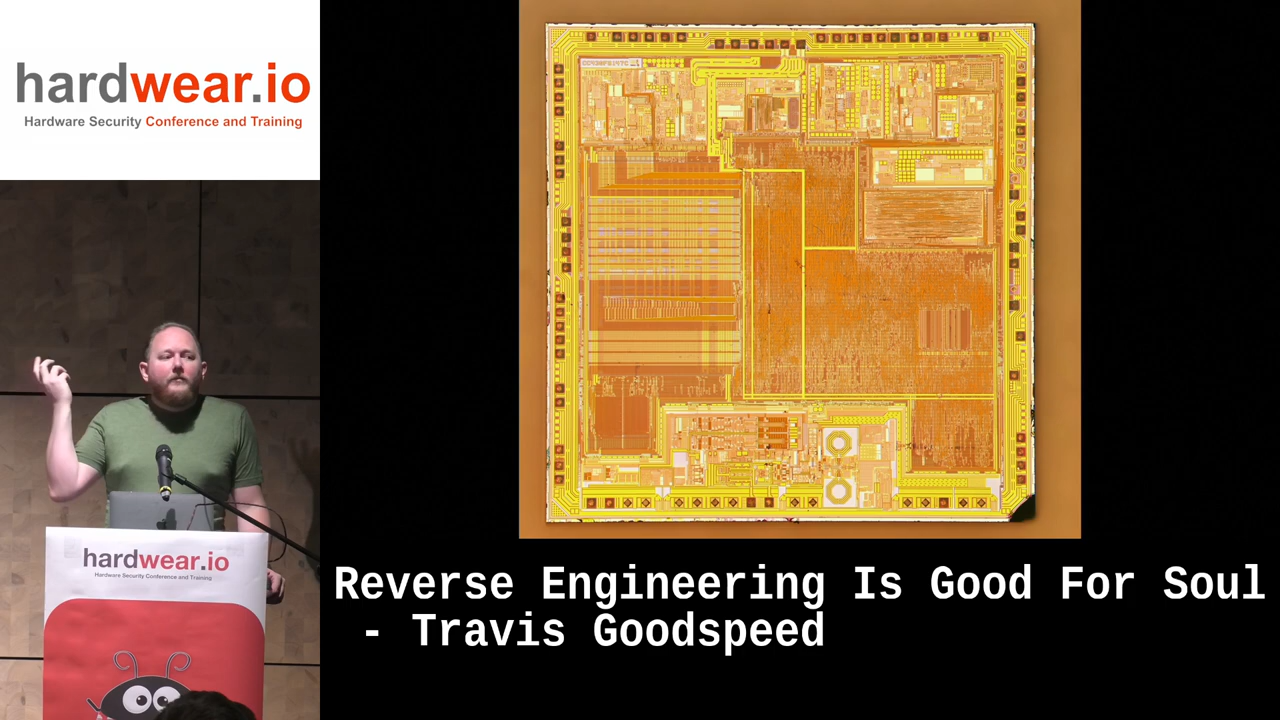 hardwear.io
Hardware Security Conference and Training
hardwear.io
Hardware Security Conference and Training
Reverse Engineering Is Good For Soul
- Travis Goodspeed